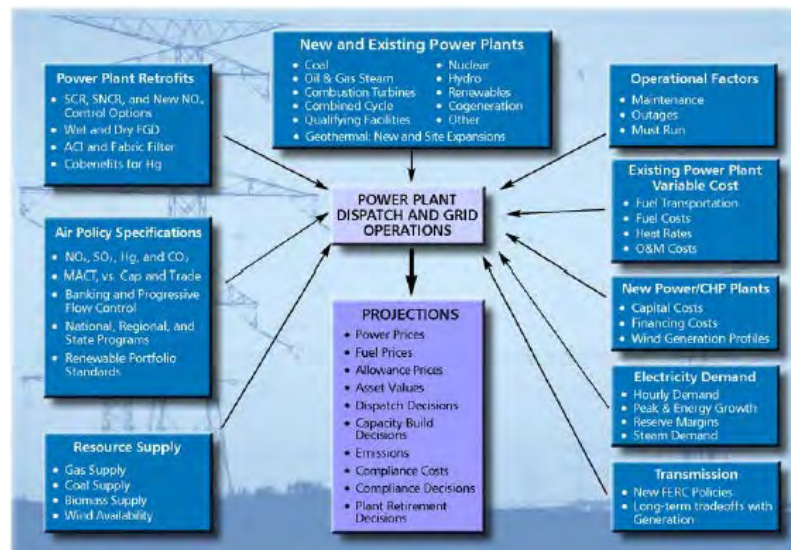 New and Existing Power Plants
• Coal
• Oil & Gas Steam
• Combustion Turbines
• Combined Cycle
• Qualifying Facilities
• Nuclear
• Hydro
• Renewables
• Cogeneration
• Other
• Geothermal: New and Site Expansions
Power Plant Retrofits
• SCR, SNCR, and New NOₓ
Control Options
• Wet and Dry FGD
• ACI and Fabric Filter
• Cobenefits for Hg
Air Policy Specifications
• NOₓ, SO₂, Hg, and CO₂
• MACT, vs. Cap and Trade
• Banking and Progressive
Flow Control
• National, Regional, and
State Programs
• Renewable Portfolio
Standards
Resource Supply
• Gas Supply
• Coal Supply
• Biomass Supply
• Wind Availability
POWER PLANT
DISPATCH AND GRID
OPERATIONS
PROJECTIONS
• Power Prices
• Fuel Prices
• Allowance Prices
• Asset Values
• Dispatch Decisions
• Capacity Build
Decisions
• Emissions
• Compliance Costs
• Compliance Decisions
• Plant Retirement
Decisions
Operational Factors
• Maintenance
• Outages
• Must Run
Existing Power Plant
Variable Cost
• Fuel Transportation
• Fuel Costs
• Heat Rates
• O&M Costs
New Power/CHP Plants
• Capital Costs
• Financing Costs
• Wind Generation Profiles
Electricity Demand
• Hourly Demand
• Peak & Energy Growth
• Reserve Margins
• Steam Demand
Transmission
• New FERC Policies
• Long-term tradeoffs with
Generation